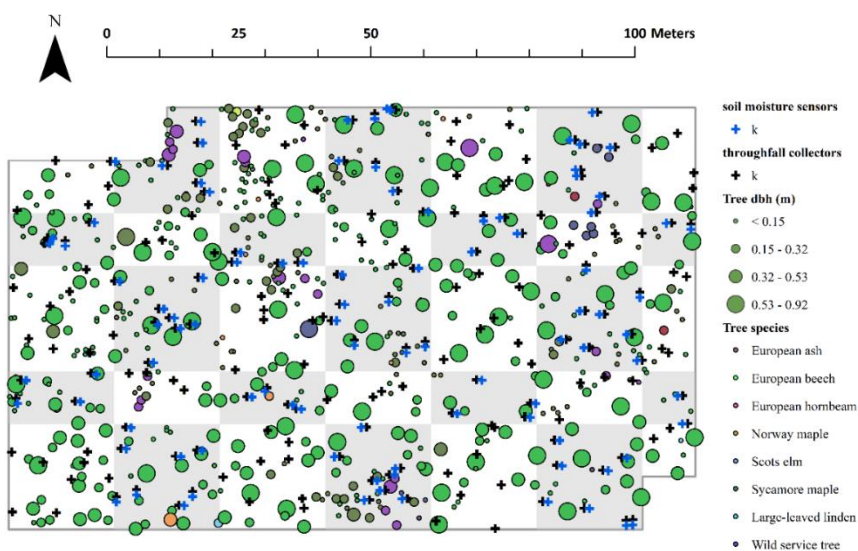 N
0 25 50 100 Meters
soil moisture sensors
k
throughfall collectors
k
Tree dbh (m)
< 0.15
0.15 - 0.32
0.32 - 0.53
0.53 - 0.92
Tree species
European ash
European beech
European hornbeam
Norway maple
Scots elm
Sycamore maple
Large-leaved linden
Wild service tree